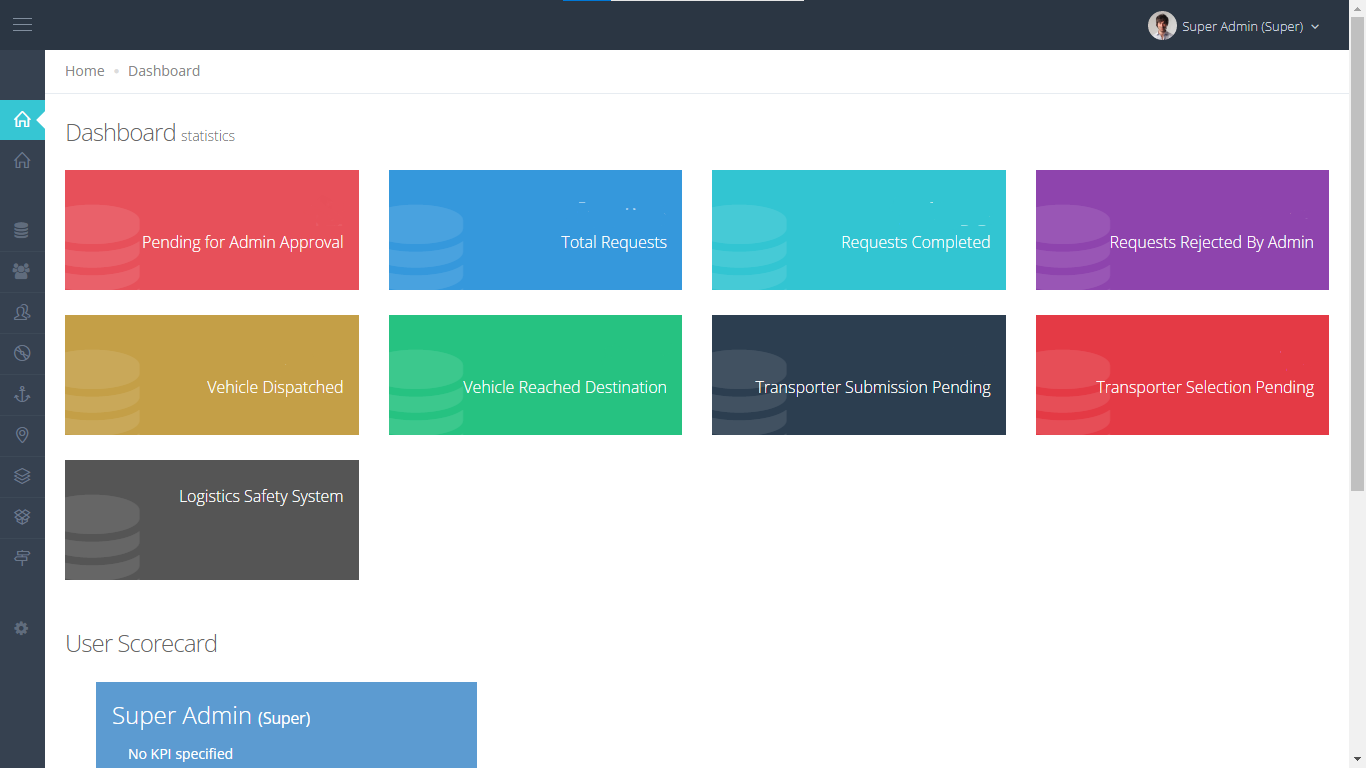 Super Admin (Super)
Home Dashboard
Dashboard statistics
Pending for Admin Approval
Total Requests
Requests Completed
Requests Rejected By Admin
Vehicle Dispatched
Vehicle Reached Destination
Transporter Submission Pending
Transporter Selection Pending
Logistics Safety System
User Scorecard
Super Admin (Super)
No KPI specified